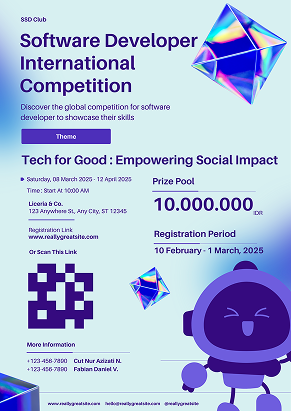 SSD Club
Software Developer
International
Competition
Discover the global competition for software
developer to showcase their skills
Theme
Tech for Good : Empowering Social Impact
Saturday, 08 March 2025 - 12 April 2025
Time : Start At 10:00 AM
Liceria & Co.
123 Anywhere St., Any City, ST 12345
Registration Link
www.reallygreatsite.com
Or Scan This Link
Prize Pool
10.000.000
IDR
Registration Period
10 February - 1 March, 2025
More Information
+123-456-7890 Cut Nur Azizati N.
+123-456-7890 Fabian Daniel V.
www.reallygreatsite.com hello@reallygreatsite.com @reallygreatsite